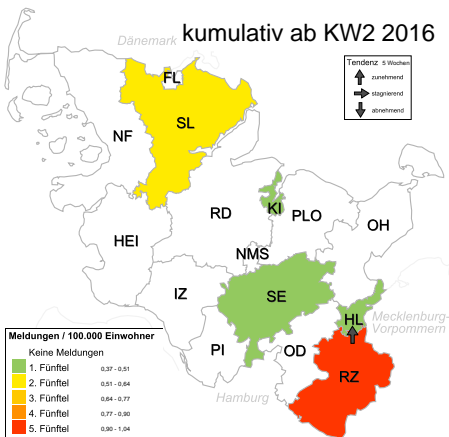 kumulativ ab KW2 2016
Dänemark
Tendenz 5 Wochen
zunehmend
stagnierend
abnehmend
FL
SL
NF
RD
KI
PLO
OH
HEI
NMS
IZ
SE
HL
Mecklenburg-
Vorpommern
PI
OD
RZ
Hamburg
Meldungen / 100.000 Einwohner
Keine Meldungen
1. Fünftel 0,37 - 0,51
2. Fünftel 0,51 - 0,64
3. Fünftel 0,64 - 0,77
4. Fünftel 0,77 - 0,90
5. Fünftel 0,90 - 1,04